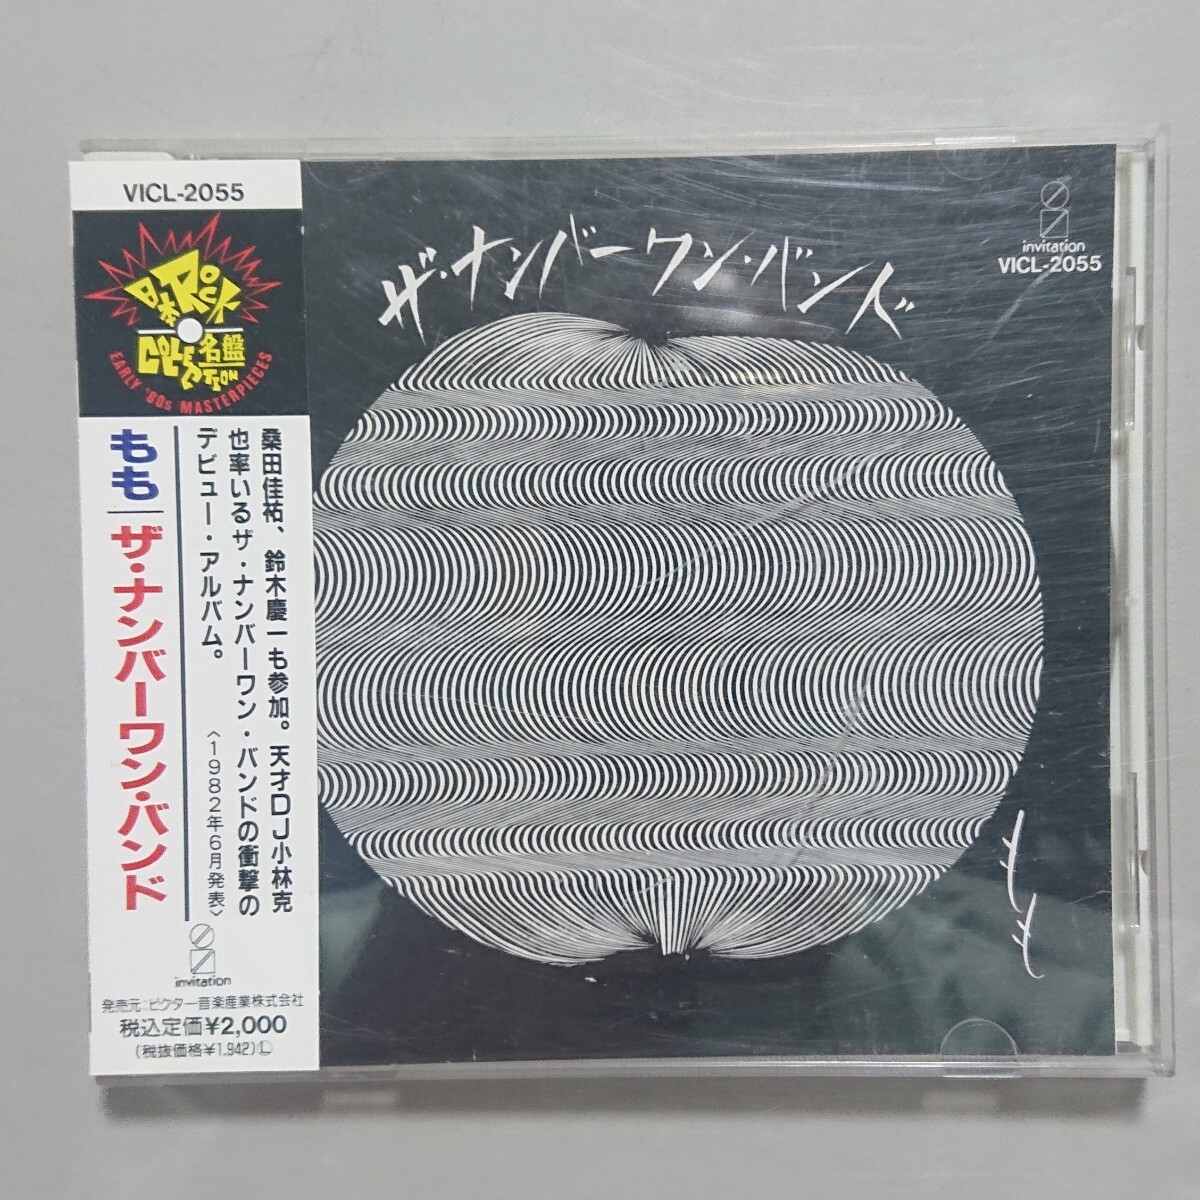 VICL-2055
日本ROCK
名盤
COLLECTION
EARLY '80s MASTERPIECES
もも│ザ・ナンバーワン・バンド
桑田佳祐、鈴木慶一も参加。天才DJ小林克
也率いるザ・ナンバーワン・バンドの衝撃の
デビュー・アルバム。
〈1982年6月発表〉
invitation
発売元:ビクター音楽産業株式会社
税込定価¥2,000
(税抜価格¥1,942)Ⓛ
ザ・ナンバーワン・バンド
invitation
VICL-2055
もも